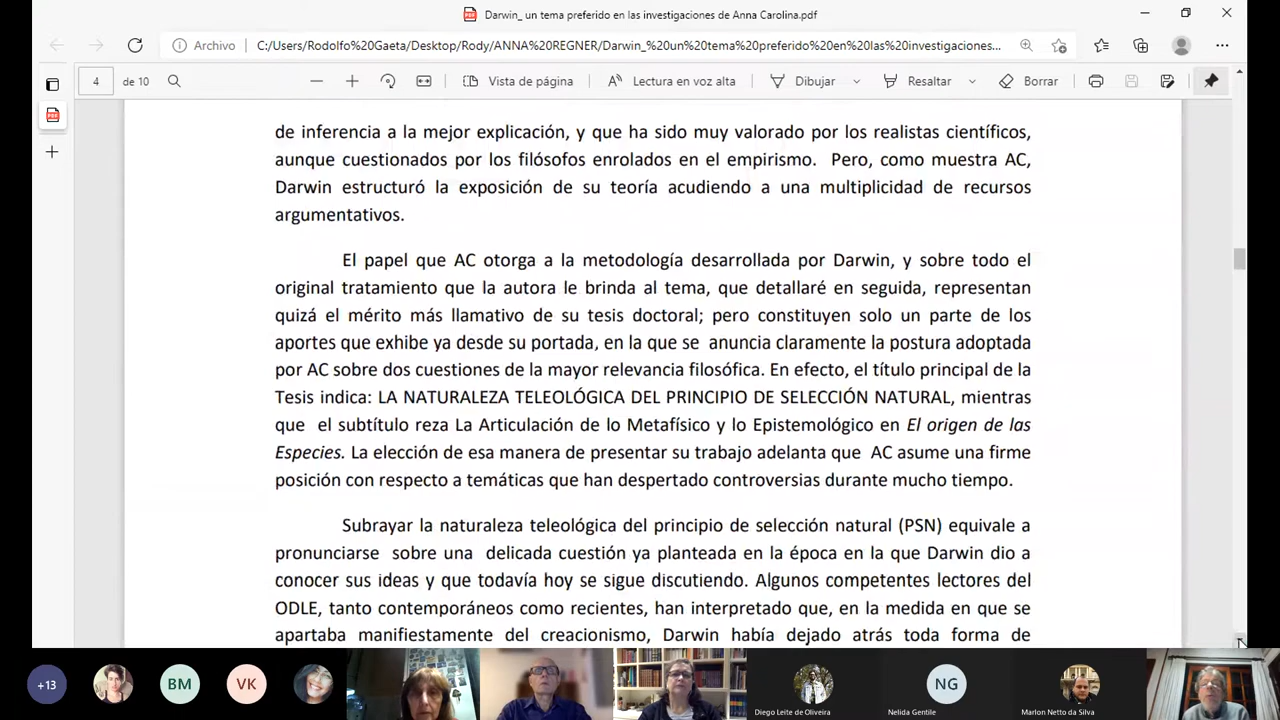 Darwin_ un tema preferido en las investigaciones de Anna Carolina.pdf
Archivo C:/Users/Rodolfo%20Gaeta/Desktop/Rody/ANNA%20REGNER/Darwin_%20un%20tema%20preferido%20en%20las%20investigaciones...
4 de 10 Vista de página Lectura en voz alta Dibujar Resaltar Borrar
de inferencia a la mejor explicación, y que ha sido muy valorado por los realistas científicos,
aunque cuestionados por los filósofos enrolados en el empirismo. Pero, como muestra AC,
Darwin estructuró la exposición de su teoría acudiendo a una multiplicidad de recursos
argumentativos.
El papel que AC otorga a la metodología desarrollada por Darwin, y sobre todo el
original tratamiento que la autora le brinda al tema, que detallaré en seguida, representan
quizá el mérito más llamativo de su tesis doctoral; pero constituyen solo un parte de los
aportes que exhibe ya desde su portada, en la que se anuncia claramente la postura adoptada
por AC sobre dos cuestiones de la mayor relevancia filosófica. En efecto, el título principal de la
Tesis indica: LA NATURALEZA TELEOLÓGICA DEL PRINCIPIO DE SELECCIÓN NATURAL, mientras
que el subtítulo reza La Articulación de lo Metafísico y lo Epistemológico en El origen de las
Especies. La elección de esa manera de presentar su trabajo adelanta que AC asume una firme
posición con respecto a temáticas que han despertado controversias durante mucho tiempo.
Subrayar la naturaleza teleológica del principio de selección natural (PSN) equivale a
pronunciarse sobre una delicada cuestión ya planteada en la época en la que Darwin dio a
conocer sus ideas y que todavía hoy se sigue discutiendo. Algunos competentes lectores del
ODLE, tanto contemporáneos como recientes, han interpretado que, en la medida en que se
apartaba manifiestamente del creacionismo, Darwin había dejado atrás toda forma de
+13 BM VK NG
Diego Leite de Oliveira Nelida Gentile Marlon Netto da Silva